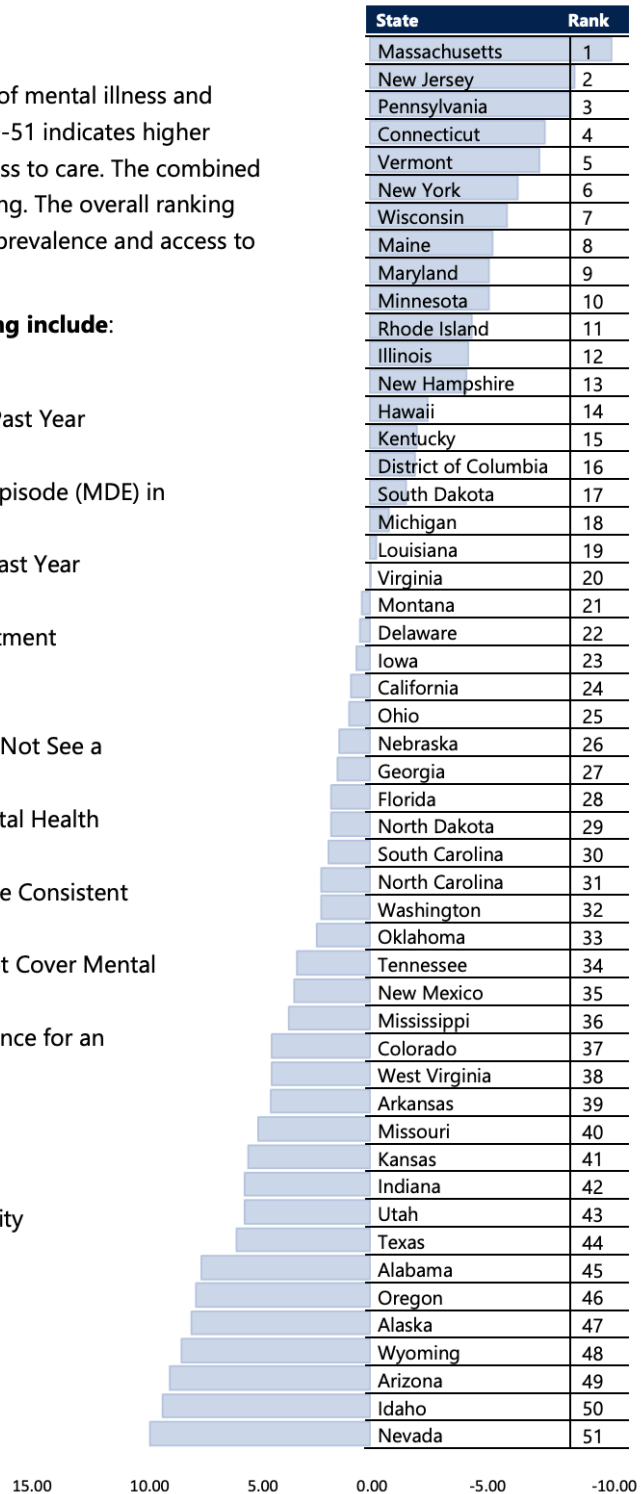 of mental illness and
-51 indicates higher
ss to care. The combined
ng. The overall ranking
prevalence and access to
ng include:
Past Year
pisode (MDE) in
ast Year
tment
Not See a
tal Health
e Consistent
t Cover Mental
nce for an
ity
State Rank
Massachusetts 1
New Jersey 2
Pennsylvania 3
Connecticut 4
Vermont 5
New York 6
Wisconsin 7
Maine 8
Maryland 9
Minnesota 10
Rhode Island 11
Illinois 12
New Hampshire 13
Hawaii 14
Kentucky 15
District of Columbia 16
South Dakota 17
Michigan 18
Louisiana 19
Virginia 20
Montana 21
Delaware 22
Iowa 23
California 24
Ohio 25
Nebraska 26
Georgia 27
Florida 28
North Dakota 29
South Carolina 30
North Carolina 31
Washington 32
Oklahoma 33
Tennessee 34
New Mexico 35
Mississippi 36
Colorado 37
West Virginia 38
Arkansas 39
Missouri 40
Kansas 41
Indiana 42
Utah 43
Texas 44
Alabama 45
Oregon 46
Alaska 47
Wyoming 48
Arizona 49
Idaho 50
Nevada 51
15.00 10.00 5.00 0.00 -5.00 -10.00